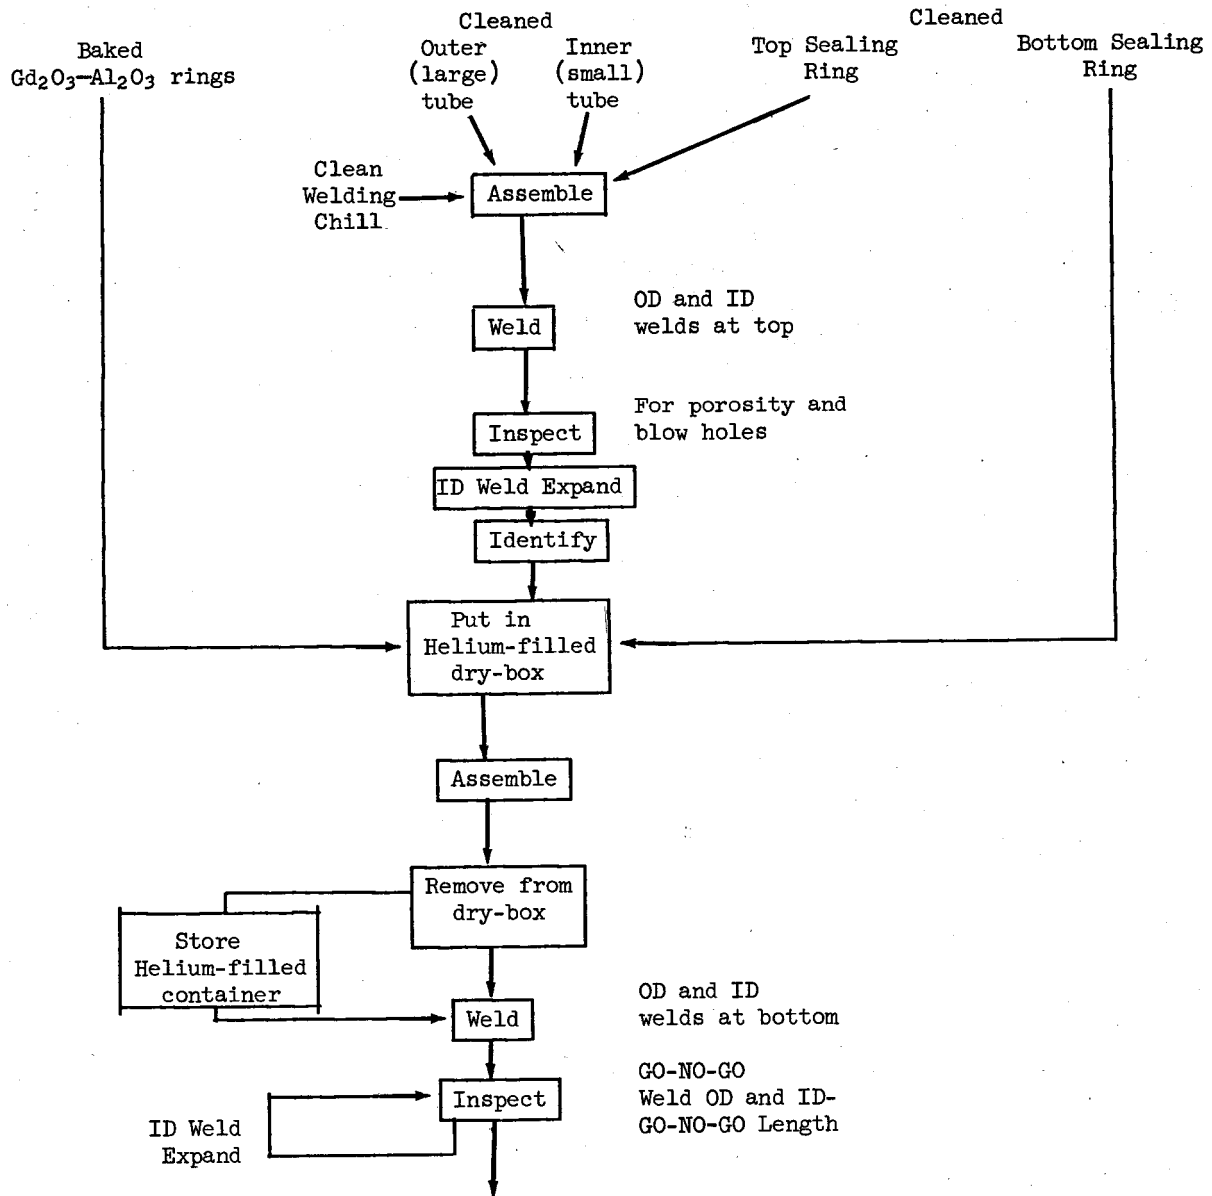 Cleaned
Cleaned
Baked
Gd2O3—Al2O3 rings
Outer
(large)
tube
Inner
(small)
tube
Top Sealing
Ring
Bottom Sealing
Ring
Clean
Welding
Chill
Assemble
Weld
OD and ID
welds at top
Inspect
For porosity and
blow holes
ID Weld Expand
Identify
Put in
Helium-filled
dry-box
Assemble
Remove from
dry-box
Store
Helium-filled
container
Weld
OD and ID
welds at bottom
Inspect
GO-NO-GO
Weld OD and ID-
GO-NO-GO Length
ID Weld
Expand